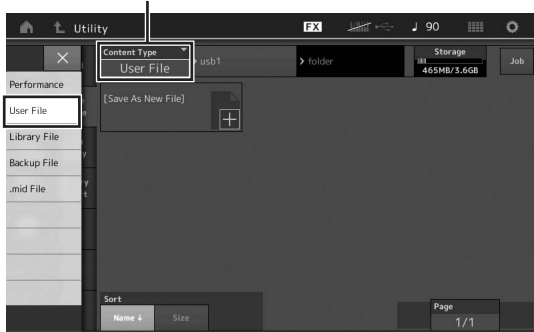 Utility
FX
♩ 90
Content Type
User File
usb1
folder
Storage
465MB/3.6GB
Job
Performance
User File
Library File
Backup File
.mid File
[Save As New File]
Sort
Name ↓
Size
Page
1/1